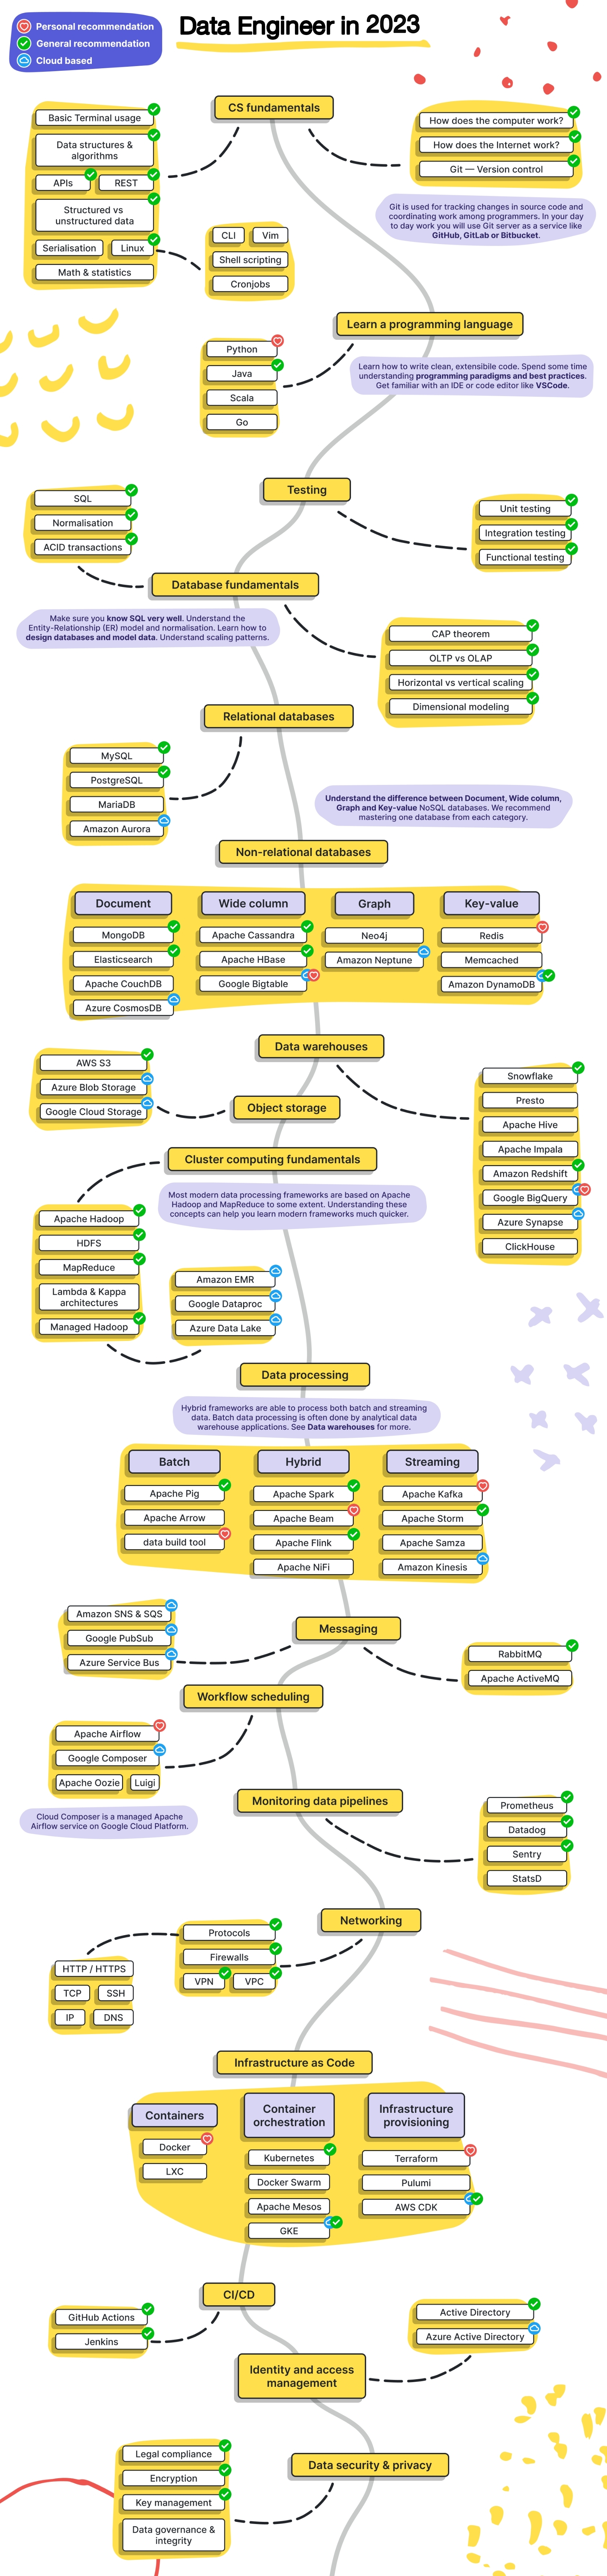 Personal recommendation
General recommendation
Cloud based
Data Engineer in 2023
CS fundamentals
Basic Terminal usage
Data structures &
algorithms
APIs
REST
Structured vs
unstructured data
Serialisation
Linux
Math & statistics
CLI
Vim
Shell scripting
Cronjobs
How does the computer work?
How does the Internet work?
Git — Version control
Git is used for tracking changes in source code and
coordinating work among programmers. In your day
to day work you will use Git server as a service like
GitHub, GitLab or Bitbucket.
Learn a programming language
Python
Java
Scala
Go
Learn how to write clean, extensibile code. Spend some time
understanding programming paradigms and best practices.
Get familiar with an IDE or code editor like VSCode.
Testing
Unit testing
Integration testing
Functional testing
SQL
Normalisation
ACID transactions
Database fundamentals
Make sure you know SQL very well. Understand the
Entity-Relationship (ER) model and normalisation. Learn how to
design databases and model data. Understand scaling patterns.
CAP theorem
OLTP vs OLAP
Horizontal vs vertical scaling
Dimensional modeling
Relational databases
MySQL
PostgreSQL
MariaDB
Amazon Aurora
Understand the difference between Document, Wide column,
Graph and Key-value NoSQL databases. We recommend
mastering one database from each category.
Non-relational databases
Document
MongoDB
Elasticsearch
Apache CouchDB
Azure CosmosDB
Wide column
Apache Cassandra
Apache HBase
Google Bigtable
Graph
Neo4j
Amazon Neptune
Key-value
Redis
Memcached
Amazon DynamoDB
Data warehouses
Snowflake
Presto
Apache Hive
Apache Impala
Amazon Redshift
Google BigQuery
Azure Synapse
ClickHouse
AWS S3
Azure Blob Storage
Google Cloud Storage
Object storage
Cluster computing fundamentals
Most modern data processing frameworks are based on Apache
Hadoop and MapReduce to some extent. Understanding these
concepts can help you learn modern frameworks much quicker.
Apache Hadoop
HDFS
MapReduce
Lambda & Kappa
architectures
Managed Hadoop
Amazon EMR
Google Dataproc
Azure Data Lake
Data processing
Hybrid frameworks are able to process both batch and streaming
data. Batch data processing is often done by analytical data
warehouse applications. See Data warehouses for more.
Batch
Apache Pig
Apache Arrow
data build tool
Hybrid
Apache Spark
Apache Beam
Apache Flink
Apache NiFi
Streaming
Apache Kafka
Apache Storm
Apache Samza
Amazon Kinesis
Messaging
Amazon SNS & SQS
Google PubSub
Azure Service Bus
RabbitMQ
Apache ActiveMQ
Workflow scheduling
Apache Airflow
Google Composer
Apache Oozie
Luigi
Cloud Composer is a managed Apache
Airflow service on Google Cloud Platform.
Monitoring data pipelines
Prometheus
Datadog
Sentry
StatsD
Networking
Protocols
Firewalls
VPN
VPC
HTTP / HTTPS
TCP
SSH
IP
DNS
Infrastructure as Code
Containers
Docker
LXC
Container
orchestration
Kubernetes
Docker Swarm
Apache Mesos
GKE
Infrastructure
provisioning
Terraform
Pulumi
AWS CDK
CI/CD
GitHub Actions
Jenkins
Active Directory
Azure Active Directory
Identity and access
management
Data security & privacy
Legal compliance
Encryption
Key management
Data governance &
integrity